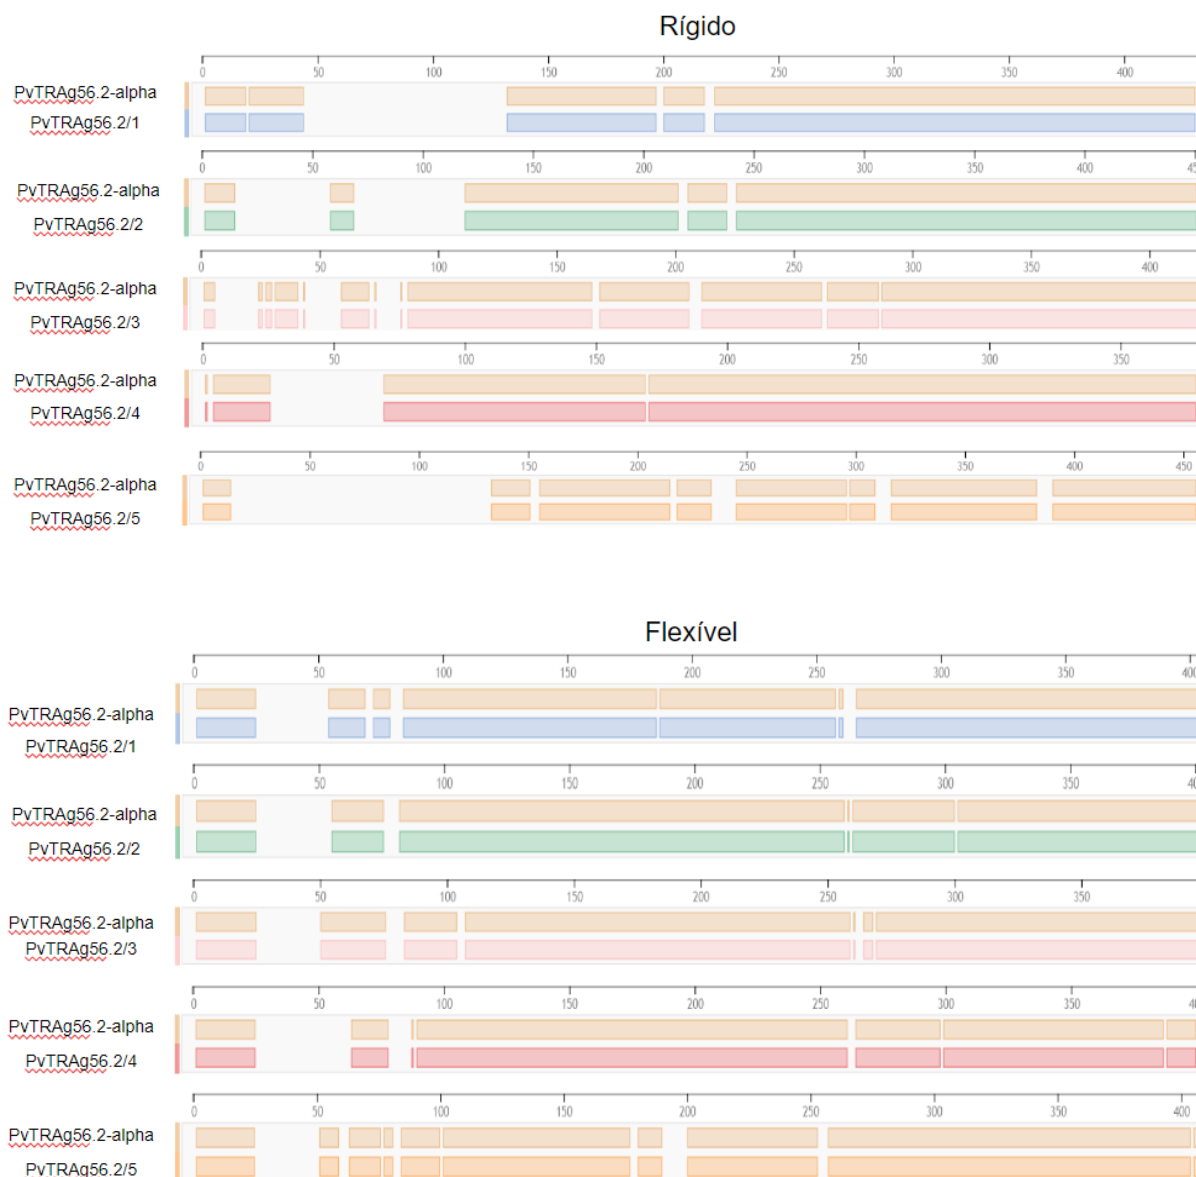 Rígido
0 50 100 150 200 250 300 350 400
PvTRAg56.2-alpha
PvTRAg56.2/1
0 50 100 150 200 250 300 350 400 45
PvTRAg56.2-alpha
PvTRAg56.2/2
0 50 100 150 200 250 300 350 400
PvTRAg56.2-alpha
PvTRAg56.2/3
0 50 100 150 200 250 300 350
PvTRAg56.2-alpha
PvTRAg56.2/4
0 50 100 150 200 250 300 350 400 450
PvTRAg56.2-alpha
PvTRAg56.2/5
Flexível
0 50 100 150 200 250 300 350 400
PvTRAg56.2-alpha
PvTRAg56.2/1
0 50 100 150 200 250 300 350 40
PvTRAg56.2-alpha
PvTRAg56.2/2
0 50 100 150 200 250 300 350
PvTRAg56.2-alpha
PvTRAg56.2/3
0 50 100 150 200 250 300 350 40
PvTRAg56.2-alpha
PvTRAg56.2/4
0 50 100 150 200 250 300 350 400
PvTRAg56.2-alpha
PvTRAg56.2/5